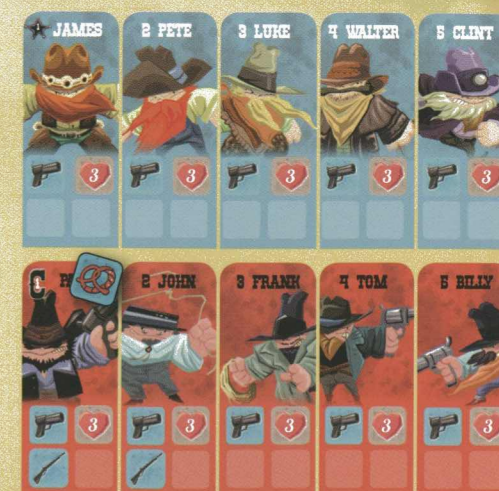 1 JAMES
2 PETE
3 LUKE
4 WALTER
5 CLINT
3
3
3
3
3
1
2 JOHN
3 FRANK
4 TOM
5 BILLY
3
3
3
3
3